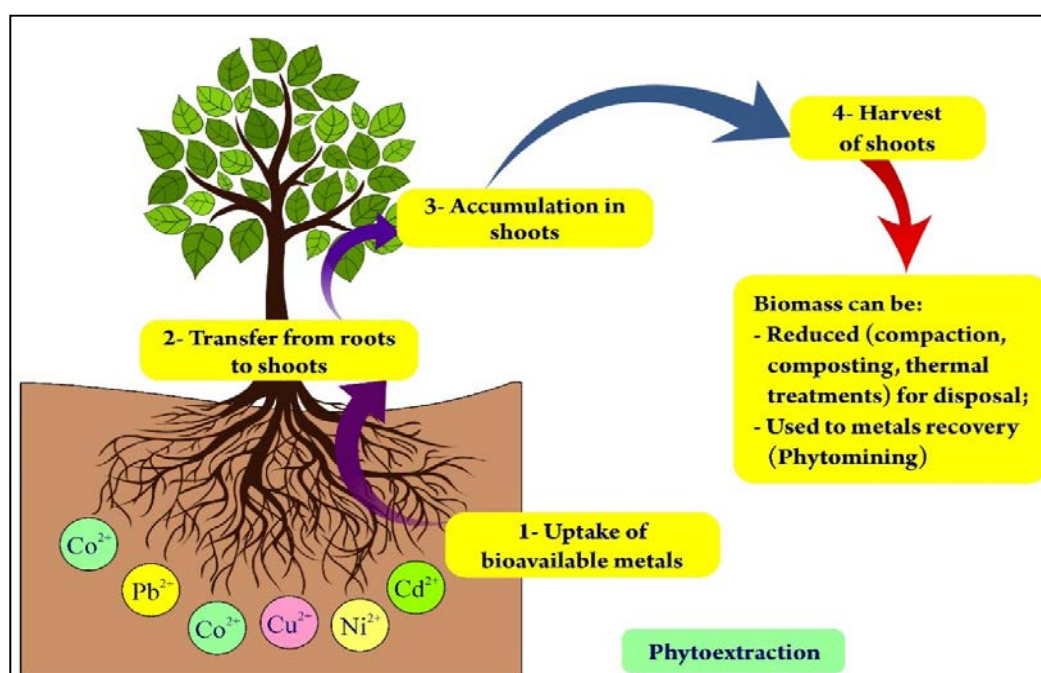 4- Harvest
of shoots
3- Accumulation in
shoots
Biomass can be:
- Reduced (compaction,
composting, thermal
treatments) for disposal;
- Used to metals recovery
(Phytomining)
2- Transfer from roots
to shoots
1- Uptake of
bioavailable metals
Co²⁺
Pb²⁺
Co²⁺
Cu²⁺
Ni²⁺
Cd²⁺
Phytoextraction